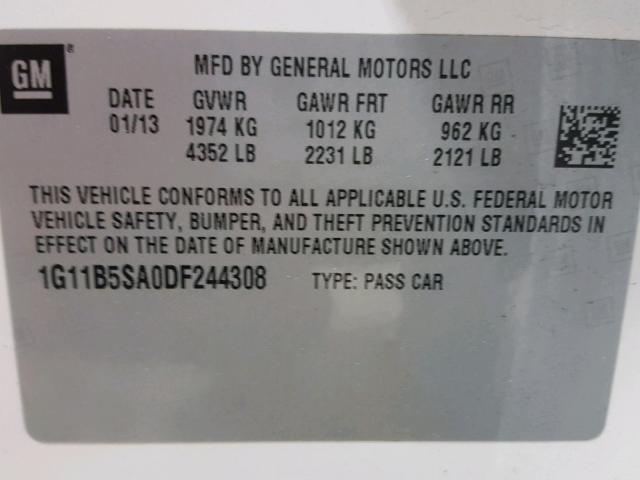 GM®
MFD BY GENERAL MOTORS LLC
DATE GVWR GAWR FRT GAWR RR
01/13 1974 KG 1012 KG 962 KG
4352 LB 2231 LB 2121 LB
THIS VEHICLE CONFORMS TO ALL APPLICABLE U.S. FEDERAL MOTOR
VEHICLE SAFETY, BUMPER, AND THEFT PREVENTION STANDARDS IN
EFFECT ON THE DATE OF MANUFACTURE SHOWN ABOVE.
1G11B5SA0DF244308 TYPE: PASS CAR